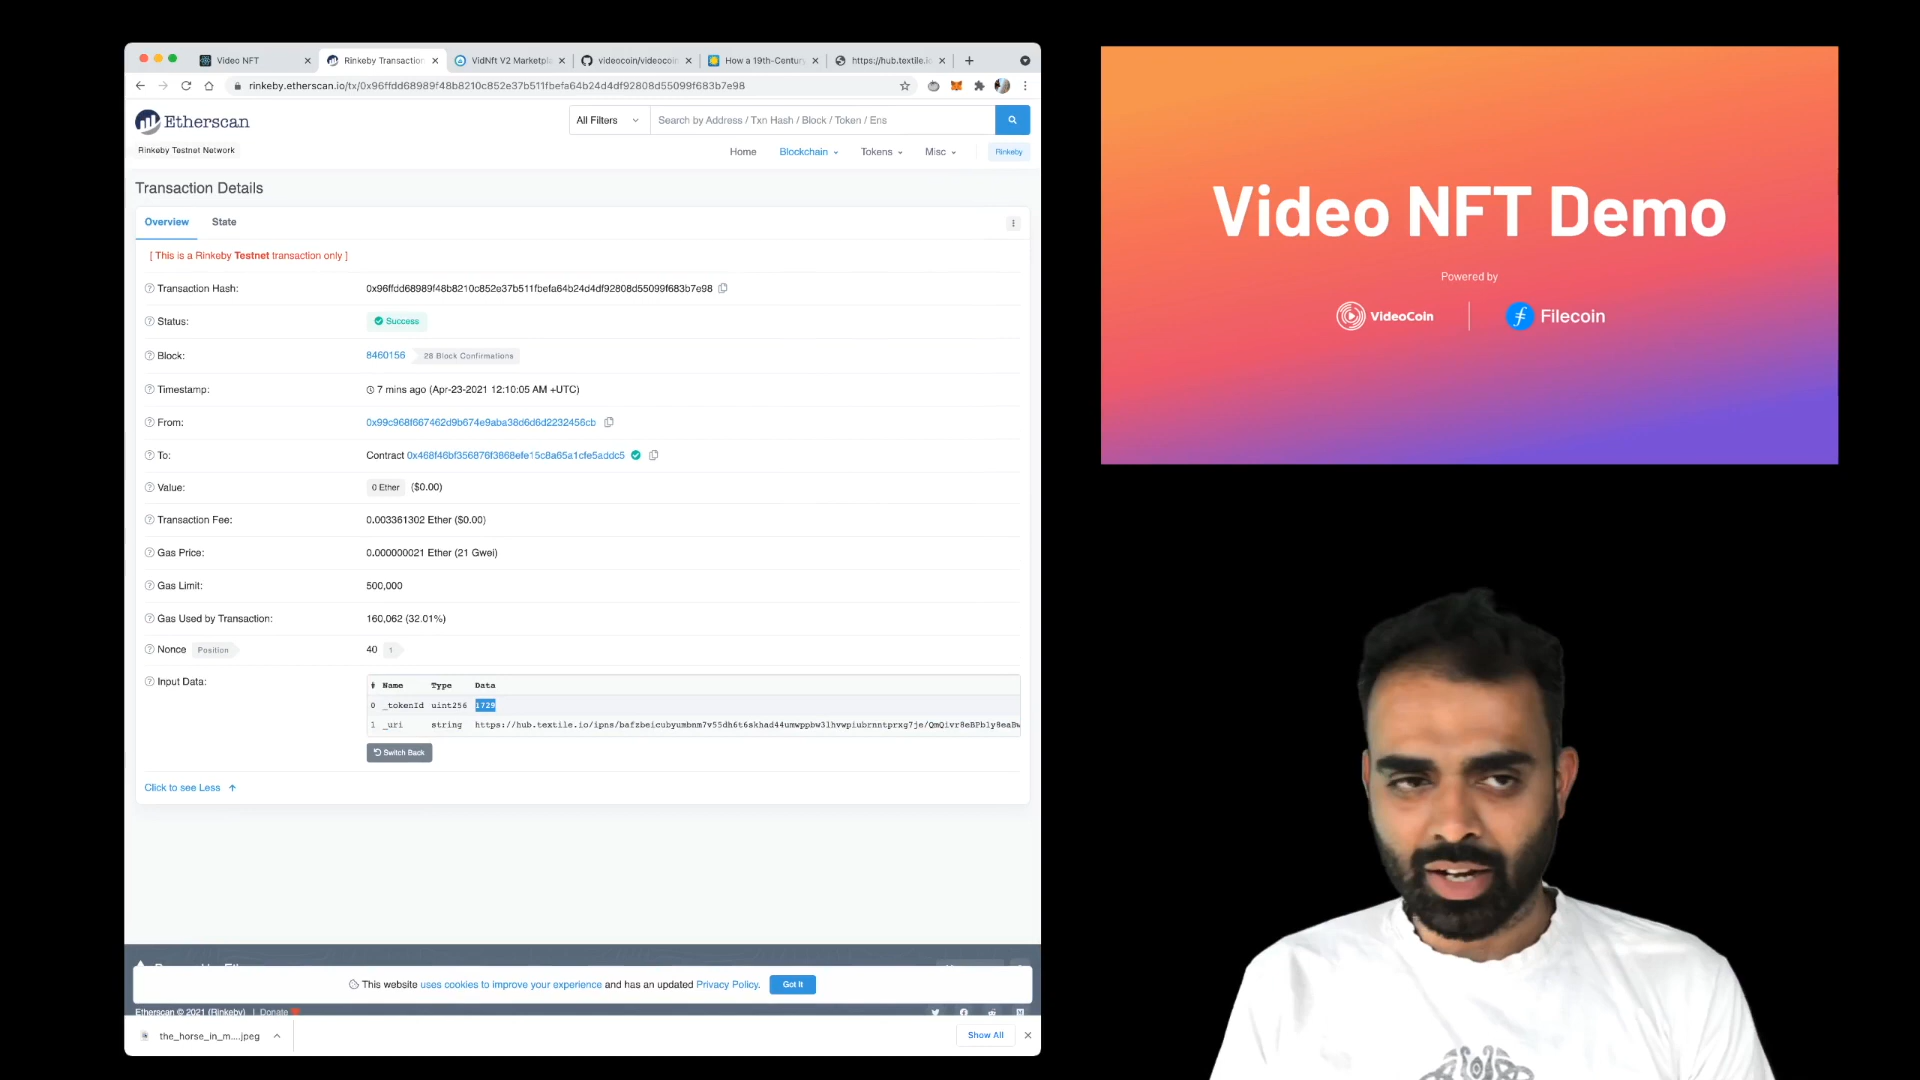 Video NFT
Rinkeby Transaction
VidNft V2 Marketpla
videocoin/videocoin
How a 19th-Century
https://hub.textile.io
rinkeby.etherscan.io/tx/0x96ffdd68989f48b8210c852e37b511fbefa64b24d4df92808d55099f683b7e98
Etherscan
All Filters
Search by Address / Txn Hash / Block / Token / Ens
Rinkeby Testnet Network
Home
Blockchain
Tokens
Misc
Rinkeby
Transaction Details
Overview
State
[ This is a Rinkeby Testnet transaction only ]
Transaction Hash:
0x96ffdd68989f48b8210c852e37b511fbefa64b24d4df92808d55099f683b7e98
Status:
Success
Block:
8460156
28 Block Confirmations
Timestamp:
7 mins ago (Apr-23-2021 12:10:05 AM +UTC)
From:
0x99c968f667462d9b674e9aba38d6d6d2232456cb
To:
Contract 0x468f46bf356876f3868efe15c8a65a1cfe5addc5
Value:
0 Ether ($0.00)
Transaction Fee:
0.003361302 Ether ($0.00)
Gas Price:
0.000000021 Ether (21 Gwei)
Gas Limit:
500,000
Gas Used by Transaction:
160,062 (32.01%)
Nonce Position
40 1
Input Data:
# Name Type Data
0 _tokenId uint256 1729
1 _uri string https://hub.textile.io/ipns/bafzbeicubyumbnm7v55dh6t6skhad44umwppbw3lhvwpiubrnntprxg7je/QmQivr8eBPbly8eaBw
Switch Back
Click to see Less
This website uses cookies to improve your experience and has an updated Privacy Policy.
Got It
Etherscan © 2021 (Rinkeby) | Donate
the_horse_in_m....jpeg
Show All
Video NFT Demo
Powered by
VideoCoin
Filecoin